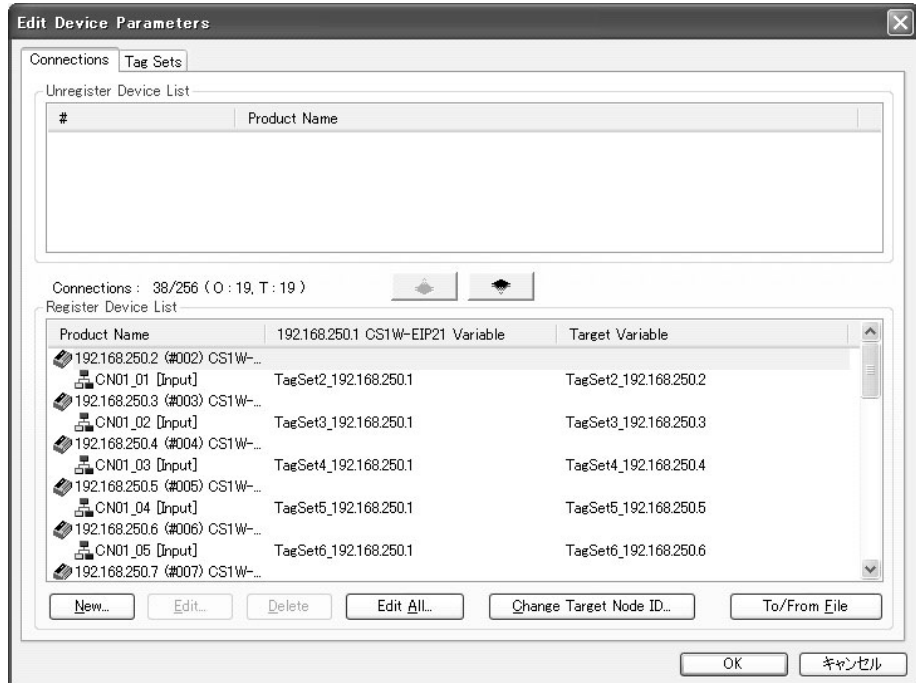 Edit Device Parameters
Connections Tag Sets
Unregister Device List
# Product Name
Connections : 38/256 ( O : 19, T : 19 )
Register Device List
Product Name 192.168.250.1 CS1W-EIP21 Variable Target Variable
192.168.250.2 (#002) CS1W-...
CN01_01 [Input] TagSet2_192.168.250.1 TagSet2_192.168.250.2
192.168.250.3 (#003) CS1W-...
CN01_02 [Input] TagSet3_192.168.250.1 TagSet3_192.168.250.3
192.168.250.4 (#004) CS1W-...
CN01_03 [Input] TagSet4_192.168.250.1 TagSet4_192.168.250.4
192.168.250.5 (#005) CS1W-...
CN01_04 [Input] TagSet5_192.168.250.1 TagSet5_192.168.250.5
192.168.250.6 (#006) CS1W-...
CN01_05 [Input] TagSet6_192.168.250.1 TagSet6_192.168.250.6
192.168.250.7 (#007) CS1W-...
New... Edit... Delete Edit All... Change Target Node ID... To/From File
OK キャンセル